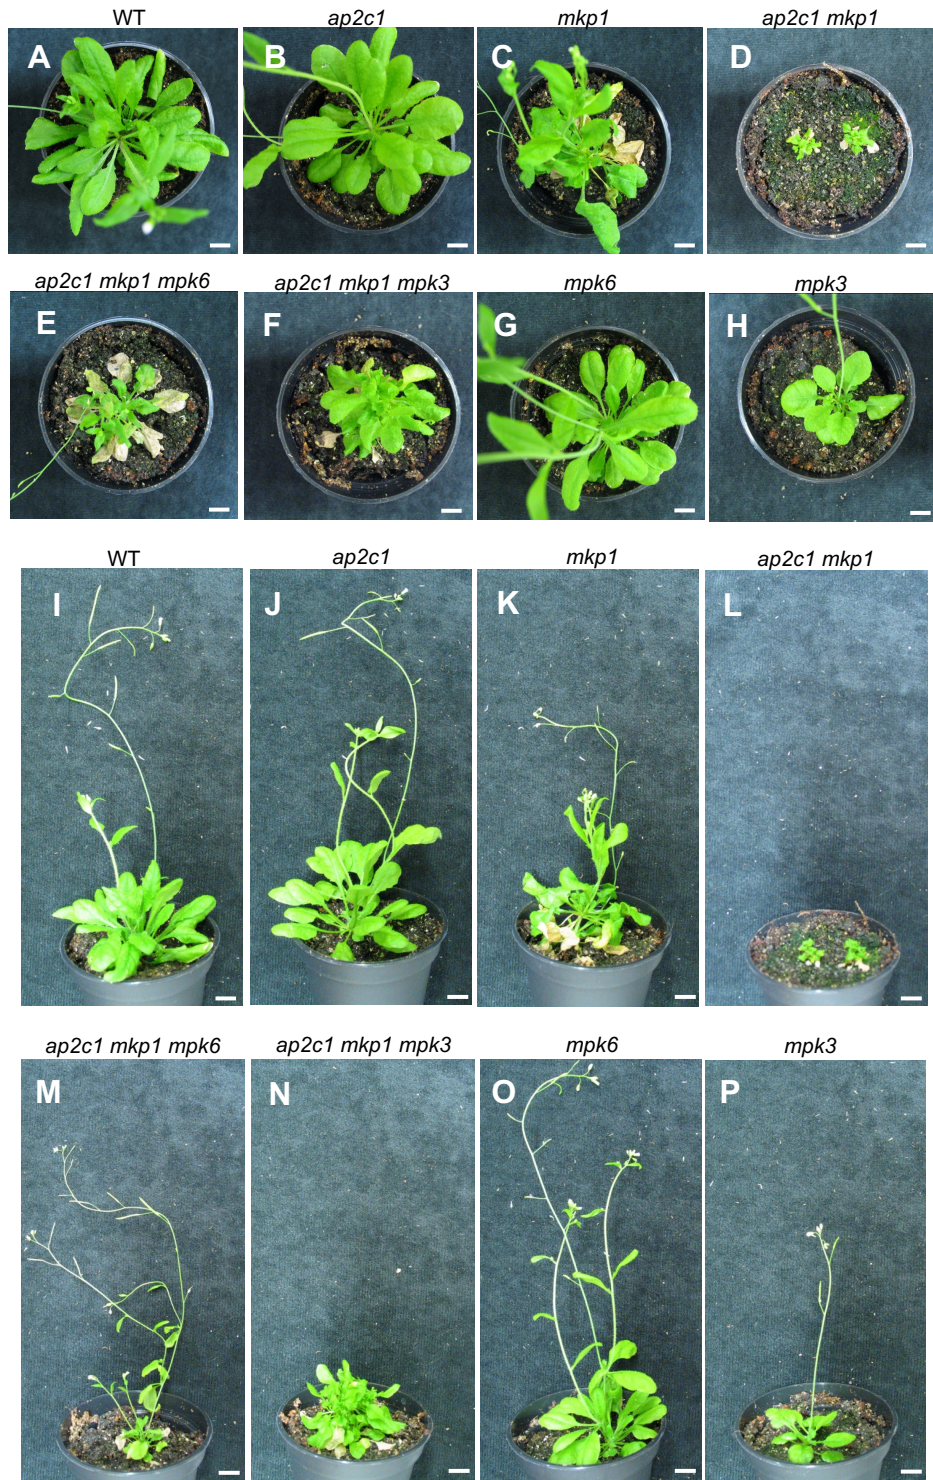 WT ap2c1 mkp1 ap2c1 mkp1
A B C D
ap2c1 mkp1 mpk6 ap2c1 mkp1 mpk3 mpk6 mpk3
E F G H
WT ap2c1 mkp1 ap2c1 mkp1
I J K L
ap2c1 mkp1 mpk6 ap2c1 mkp1 mpk3 mpk6 mpk3
M N O P